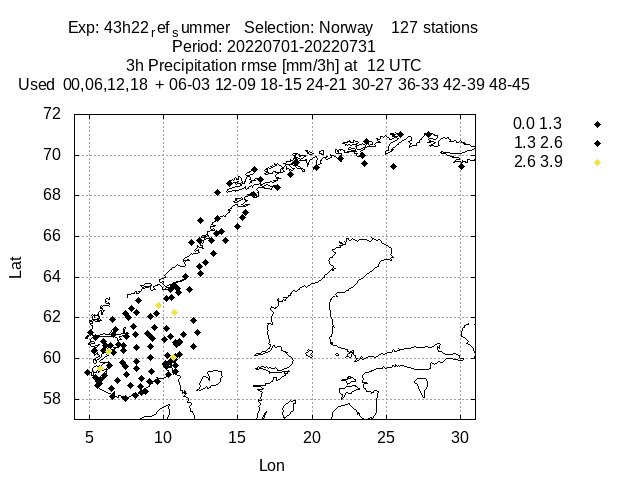 Exp: 43h22refsummer Selection: Norway 127 stations
Period: 20220701-20220731
3h Precipitation rmse [mm/3h] at 12 UTC
Used 00,06,12,18 + 06-03 12-09 18-15 24-21 30-27 36-33 42-39 48-45
0.0 1.3
1.3 2.6
2.6 3.9
72
70
68
66
64
62
60
58
Lat
5 10 15 20 25 30
Lon